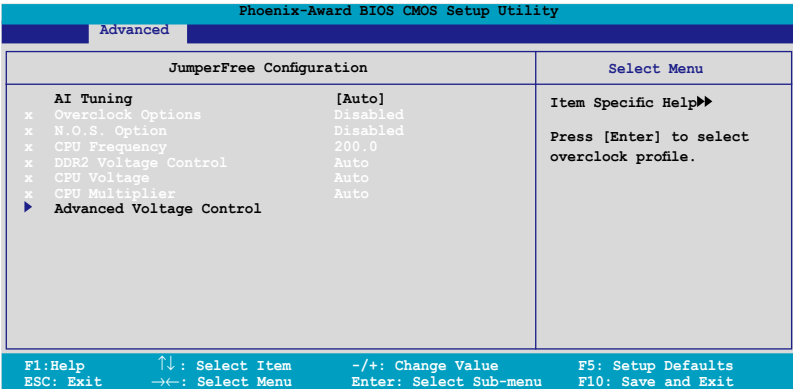 Phoenix-Award BIOS CMOS Setup Utility
Advanced
JumperFree Configuration
Select Menu
AI Tuning [Auto]
x Overclock Options Disabled
x N.O.S. Option Disabled
x CPU Frequency 200.0
x DDR2 Voltage Control Auto
x CPU Voltage Auto
x CPU Multiplier Auto
Advanced Voltage Control
Item Specific Help
Press [Enter] to select
overclock profile.
F1:Help ↑↓: Select Item -/+: Change Value F5: Setup Defaults
ESC: Exit →←: Select Menu Enter: Select Sub-menu F10: Save and Exit